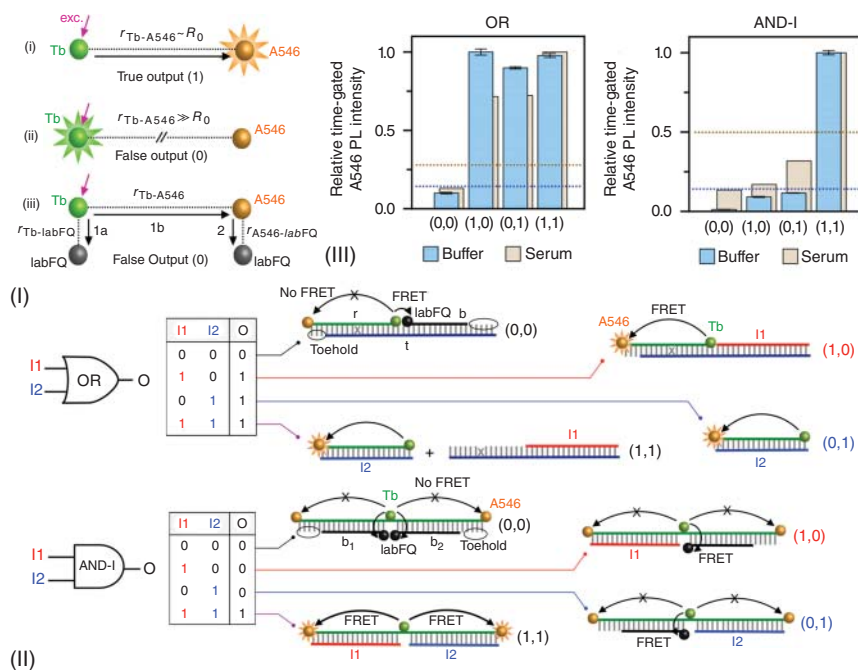 exc.
r_Tb-A546~R_0
Tb
A546
(i)
True output (1)
r_Tb-A546≫R_0
(ii)
A546
False output (0)
(iii)
Tb
r_Tb-A546
A546
r_Tb-labFQ
1a
1b
2
r_A546-labFQ
labFQ
False Output (0)
labFQ
(I)
OR
Relative time-gated
A546 PL intensity
1.0
0.5
0.0
(0,0) (1,0) (0,1) (1,1)
Buffer Serum
(III)
AND-I
Relative time-gated
A546 PL intensity
1.0
0.5
0.0
(0,0) (1,0) (0,1) (1,1)
Buffer Serum
I1
I2
OR
O
I1 I2 O
0 0 0
1 0 1
0 1 1
1 1 1
No FRET
FRET
labFQ
r
b
x
(0,0)
Toehold
t
A546
FRET
Tb
I1
x
(1,0)
I2
+
x
I1
(1,1)
I2
(0,1)
I1
I2
AND-I
O
I1 I2 O
0 0 0
1 0 0
0 1 0
1 1 1
No FRET
x
Tb
x
A546
(0,0)
b1
labFQ
b2
Toehold
x
x
(1,0)
I1
FRET
FRET
FRET
(1,1)
I1
I2
x
x
(0,1)
FRET
I2
(II)